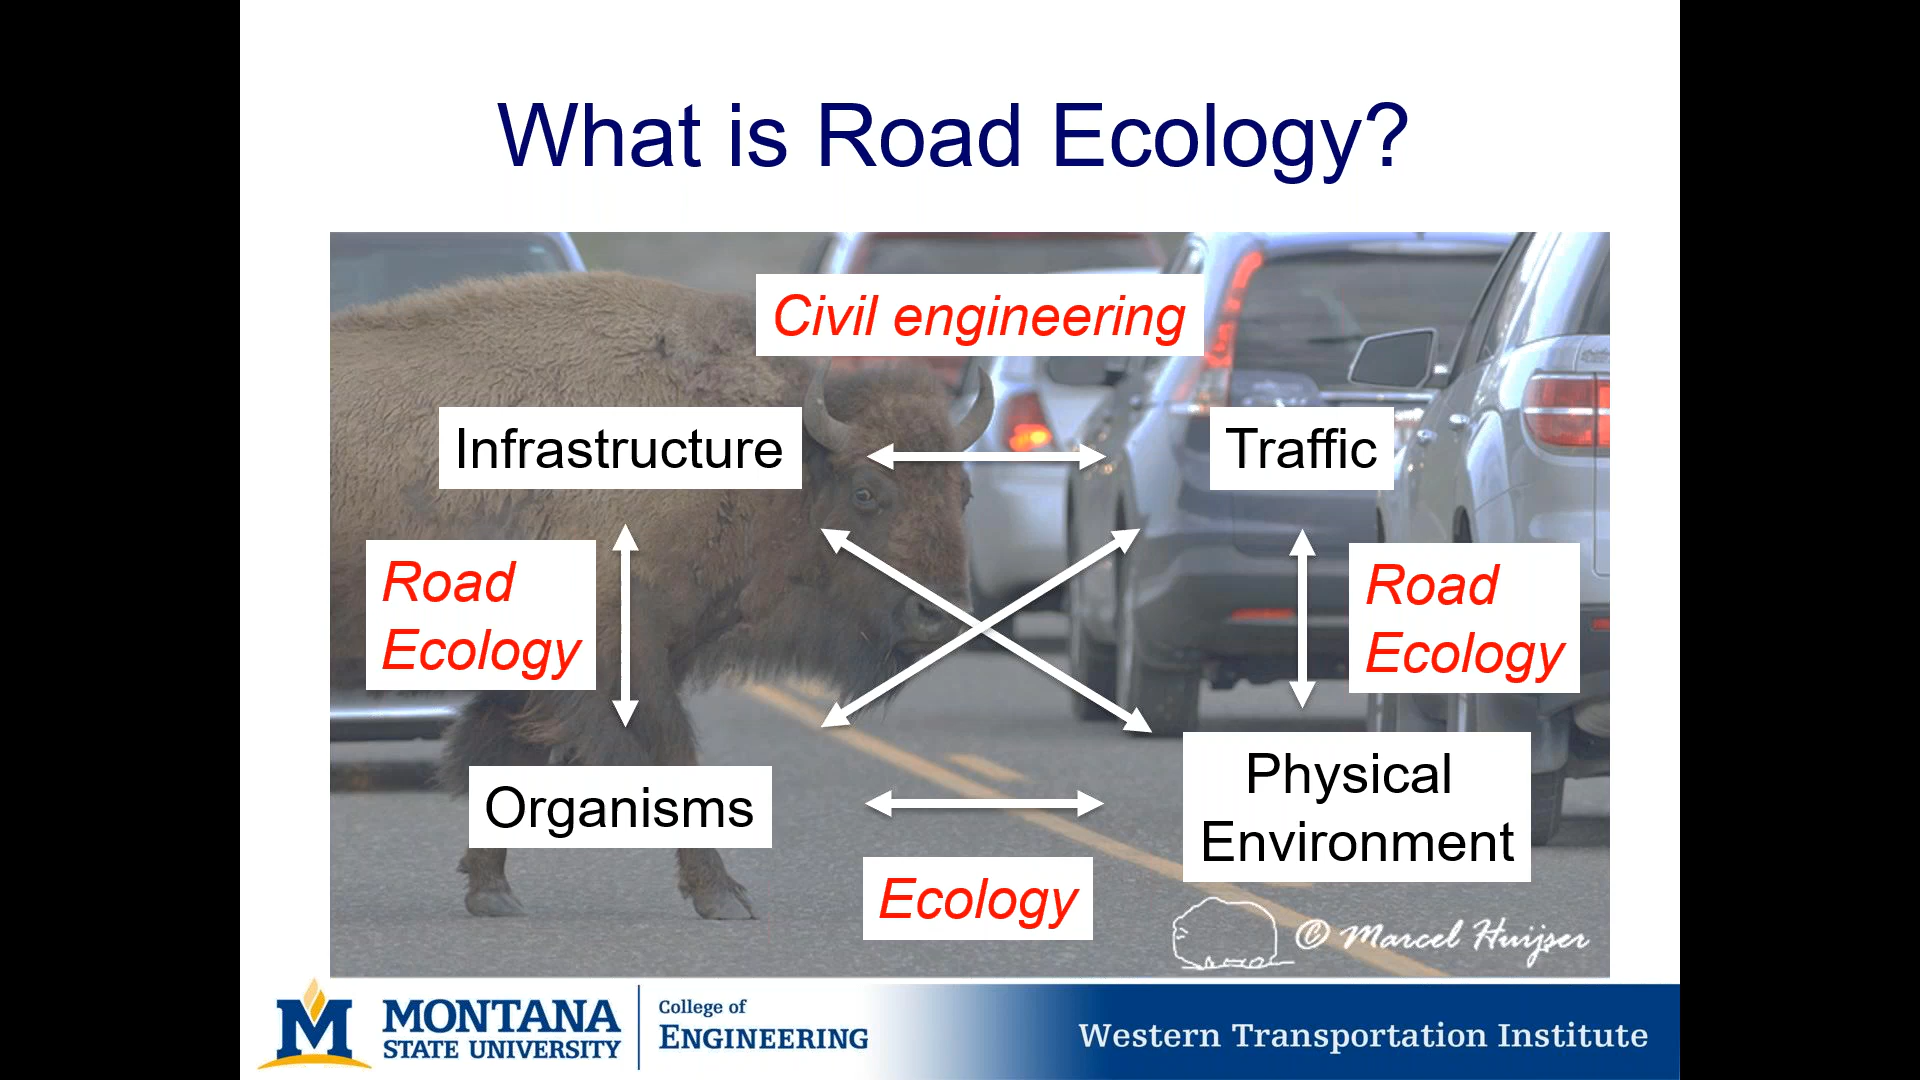 What is Road Ecology?
Civil engineering
Infrastructure
Traffic
Road
Ecology
Road
Ecology
Organisms
Physical
Environment
Ecology
© Marcel Huijser
M
MONTANA
STATE UNIVERSITY
College of
ENGINEERING
Western Transportation Institute